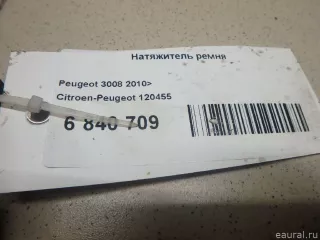 Натяжитель ремня
Peugeot 3008 2010>
Citroen-Peugeot 120455
6 840 709
eaural.ru